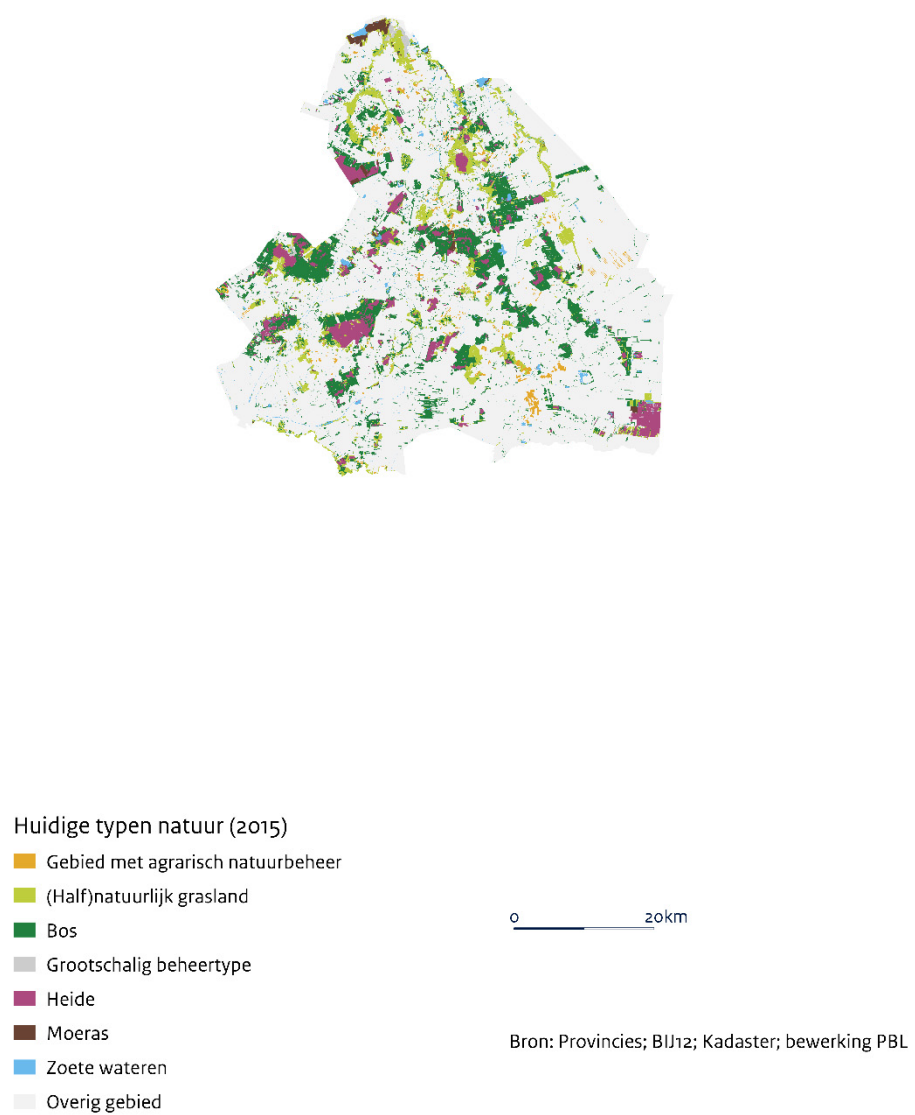 Huidige typen natuur (2015)
Gebied met agrarisch natuurbeheer
(Half)natuurlijk grasland
Bos
Grootschalig beheertype
Heide
Moeras
Zoete wateren
Overig gebied
0 20km
Bron: Provincies; BIJ12; Kadaster; bewerking PBL